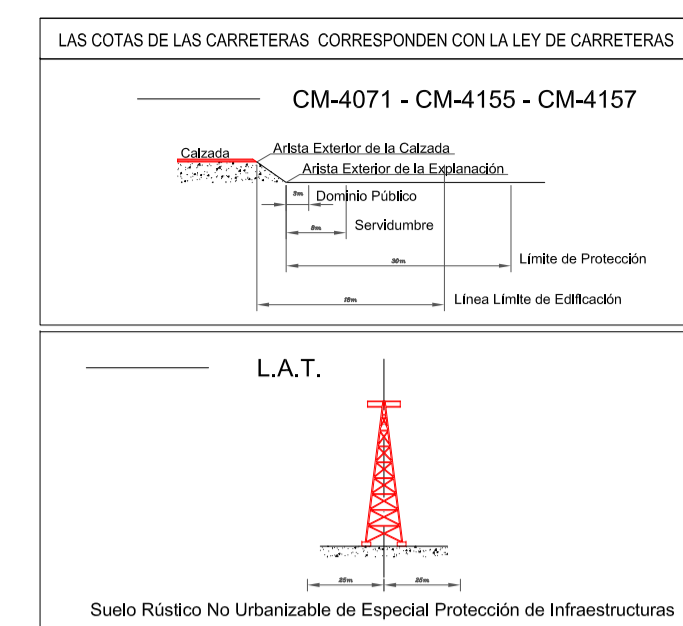 LAS COTAS DE LAS CARRETERAS CORRESPONDEN CON LA LEY DE CARRETERAS
CM-4071 - CM-4155 - CM-4157
Calzada
Arista Exterior de la Calzada
Arista Exterior de la Explanación
3m
Dominio Público
8m
Servidumbre
30m
Límite de Protección
18m
Línea Límite de Edificación
L.A.T.
25m 25m
Suelo Rústico No Urbanizable de Especial Protección de Infraestructuras